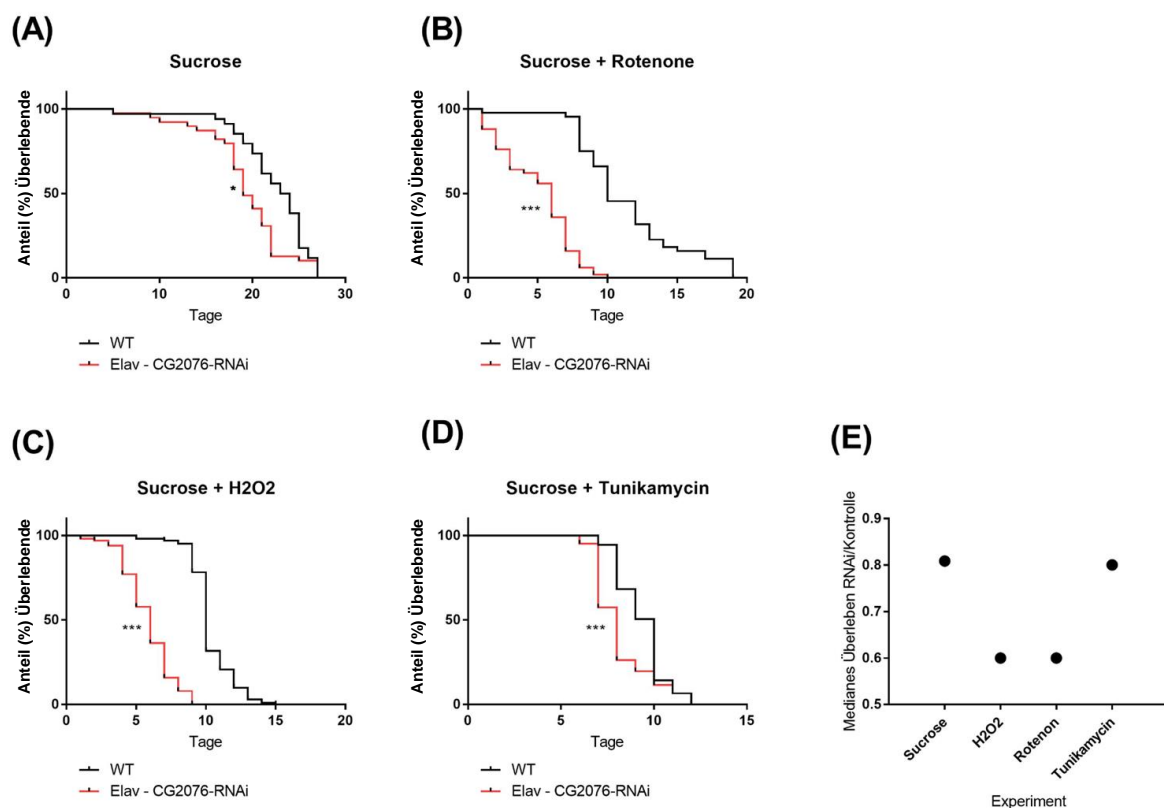 (A)
Sucrose
Anteil (%) Überlebende
100
50
0
*
0
10
20
30
Tage
WT
Elav - CG2076-RNAi
(B)
Sucrose + Rotenone
Anteil (%) Überlebende
100
50
0
***
0
5
10
15
20
Tage
WT
Elav - CG2076-RNAi
(C)
Sucrose + H2O2
Anteil (%) Überlebende
100
50
0
***
0
5
10
15
20
Tage
WT
Elav - CG2076-RNAi
(D)
Sucrose + Tunikamycin
Anteil (%) Überlebende
100
50
0
***
0
5
10
15
Tage
WT
Elav - CG2076-RNAi
(E)
Medianes Überleben RNAi/Kontrolle
0.9
0.8
0.7
0.6
0.5
Sucrose
H2O2
Rotenon
Tunikamycin
Experiment